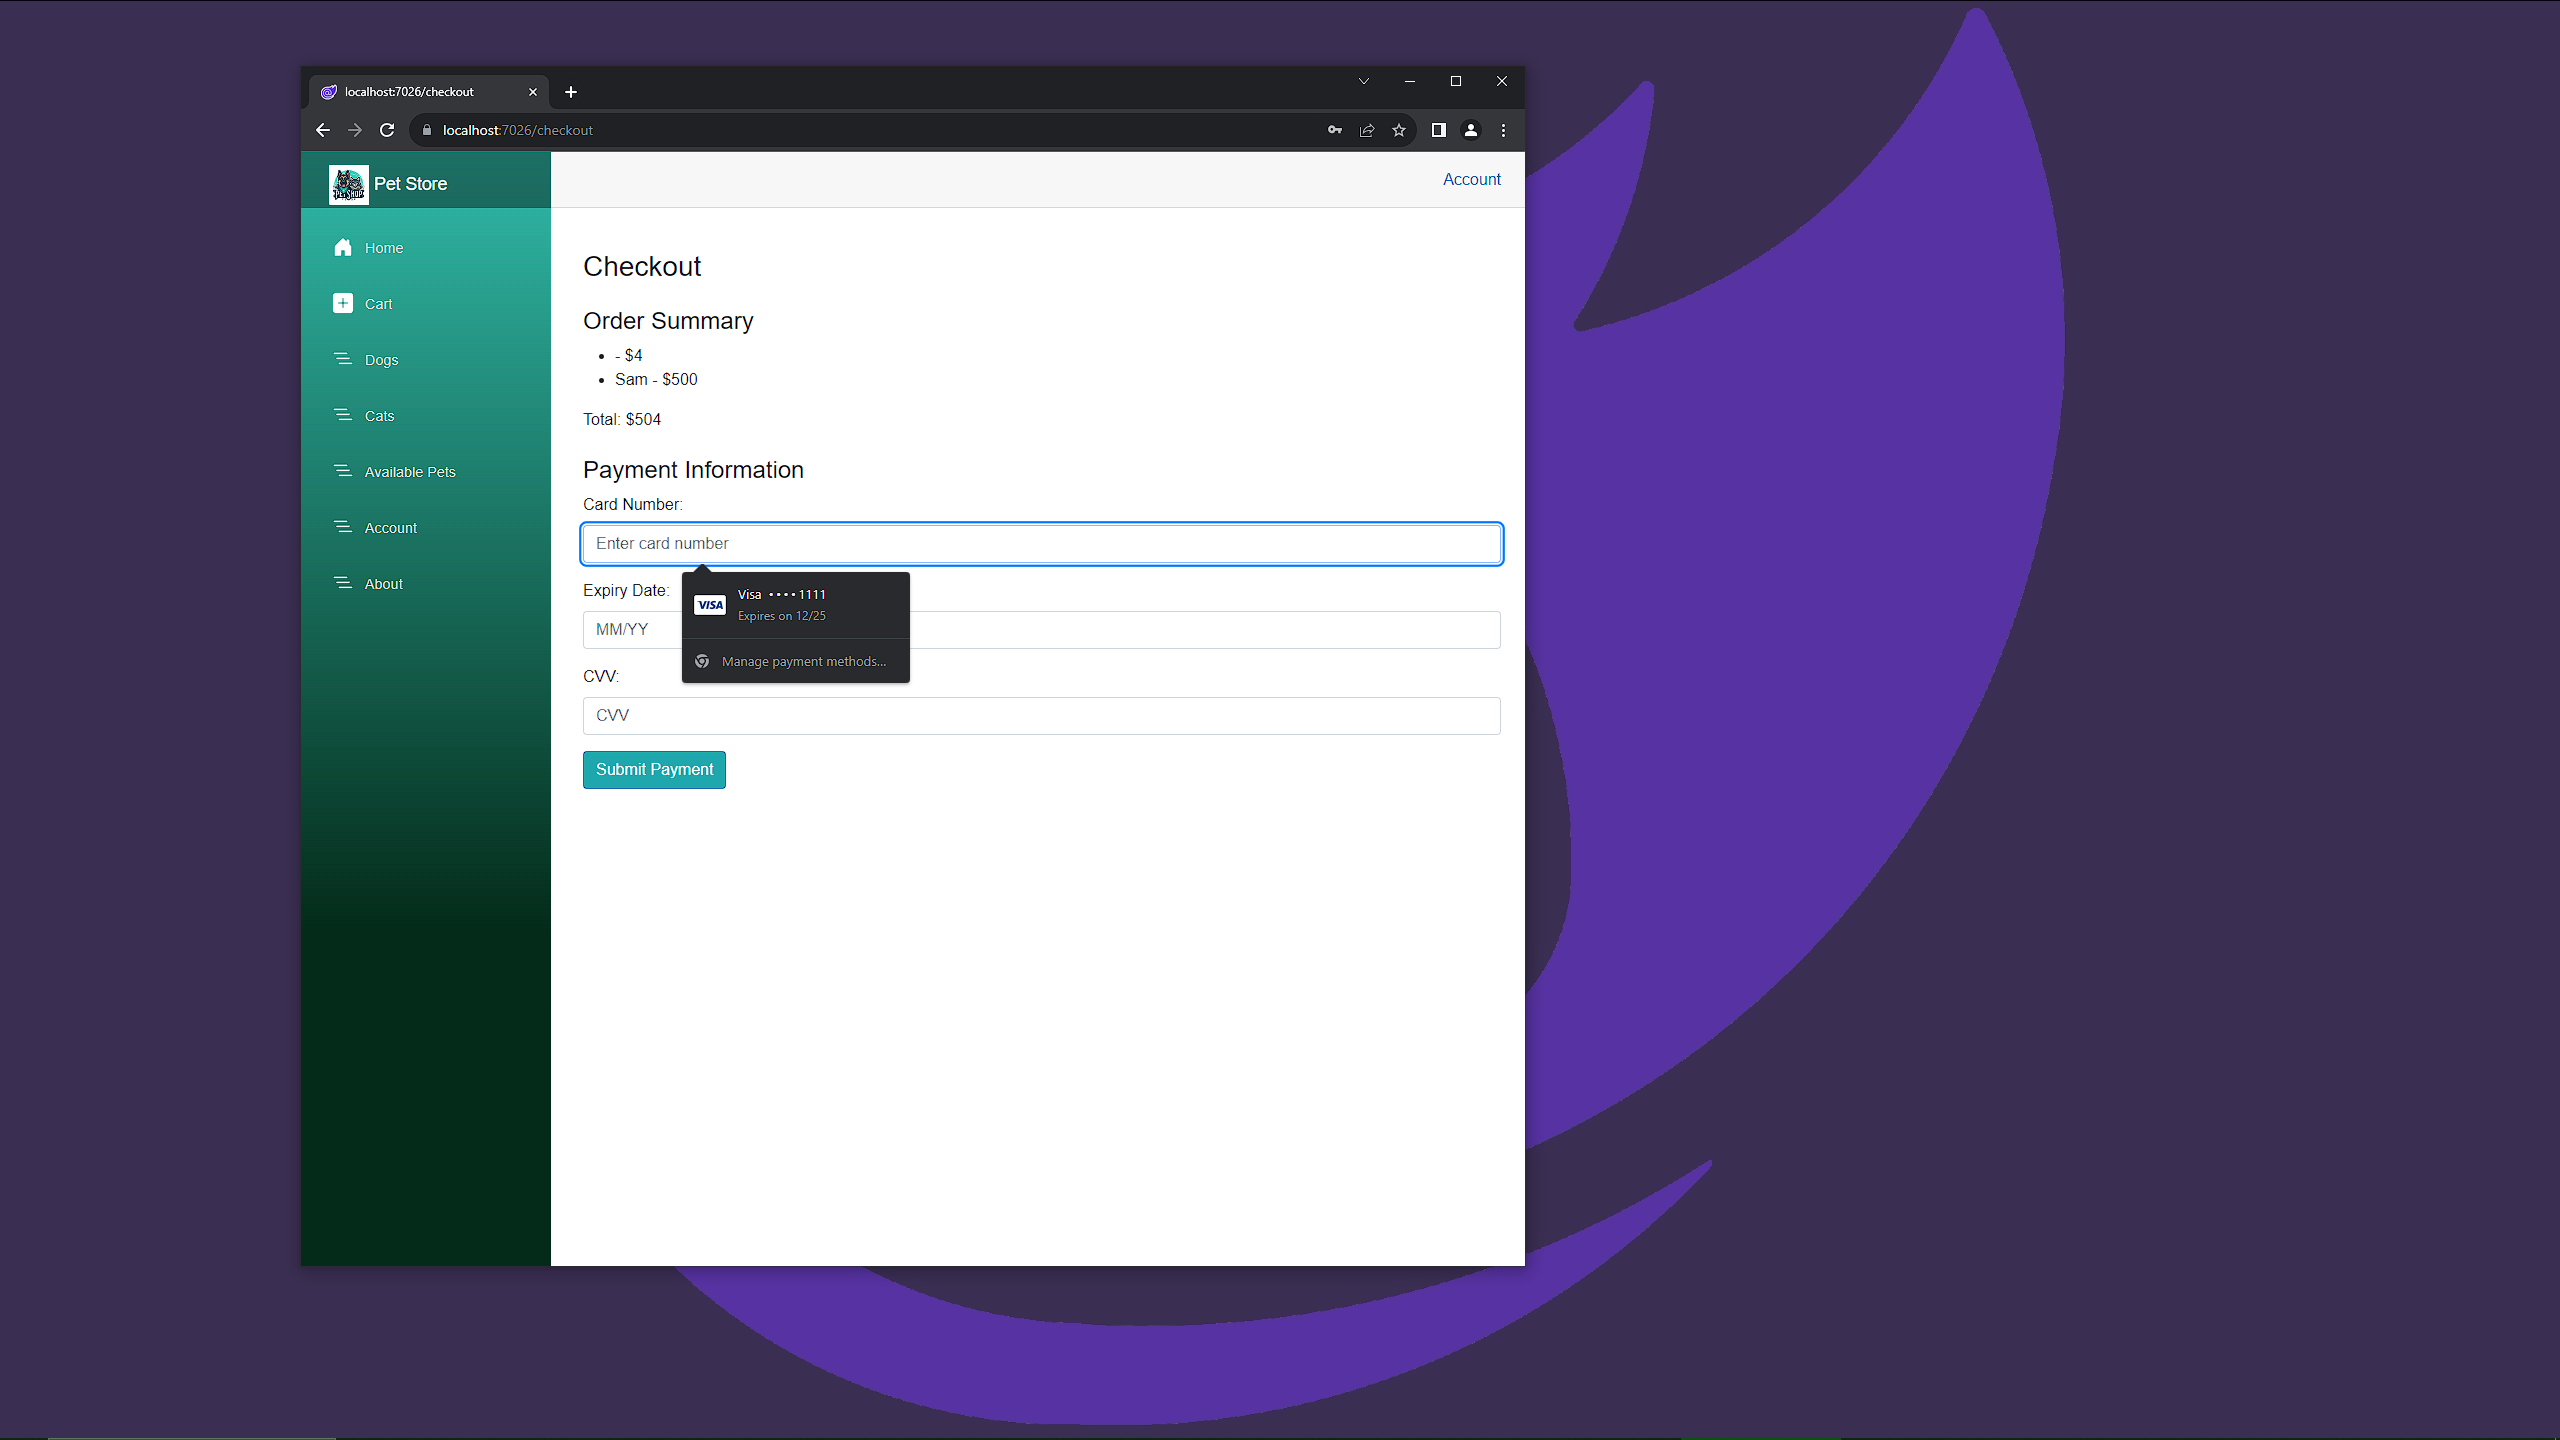 localhost:7026/checkout
localhost:7026/checkout
PETSHOP
Pet Store
Account
Home
Cart
Dogs
Cats
Available Pets
Account
About
Checkout
Order Summary
• - $4
• Sam - $500
Total: $504
Payment Information
Card Number:
Enter card number
Expiry Date:
MM/YY
VISA
Visa ••••1111
Expires on 12/25
Manage payment methods...
CVV:
CVV
Submit Payment